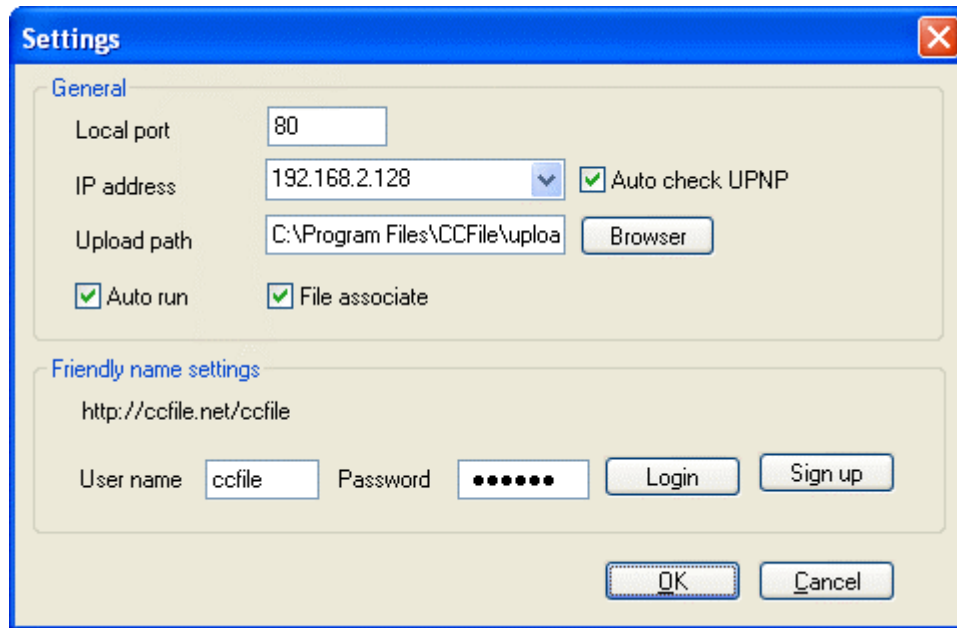 Settings
General
Local port 80
IP address 192.168.2.128 Auto check UPNP
Upload path C:\Program Files\CCFile\uploa Browser
Auto run File associate
Friendly name settings
http://ccfile.net/ccfile
User name ccfile Password ●●●●●● Login Sign up
OK Cancel